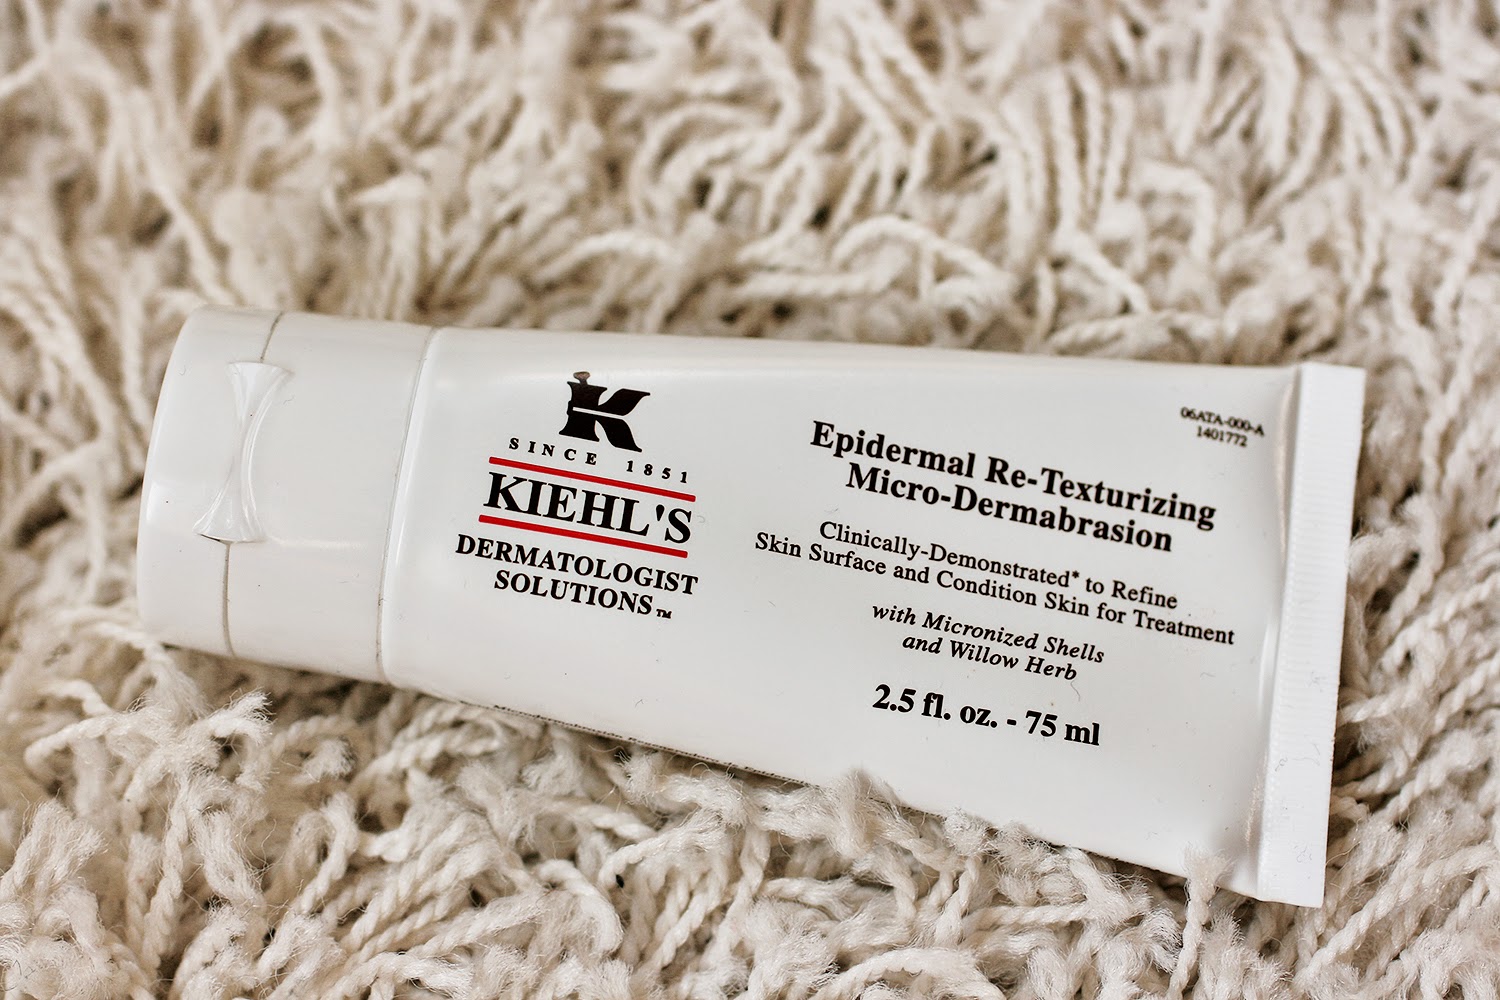 K
SINCE 1851
KIEHL'S
DERMATOLOGIST
SOLUTIONS™
06ATA-000-A
1401772
Epidermal Re-Texturizing
Micro-Dermabrasion
Clinically-Demonstrated* to Refine
Skin Surface and Condition Skin for Treatment
with Micronized Shells
and Willow Herb
2.5 fl. oz. - 75 ml